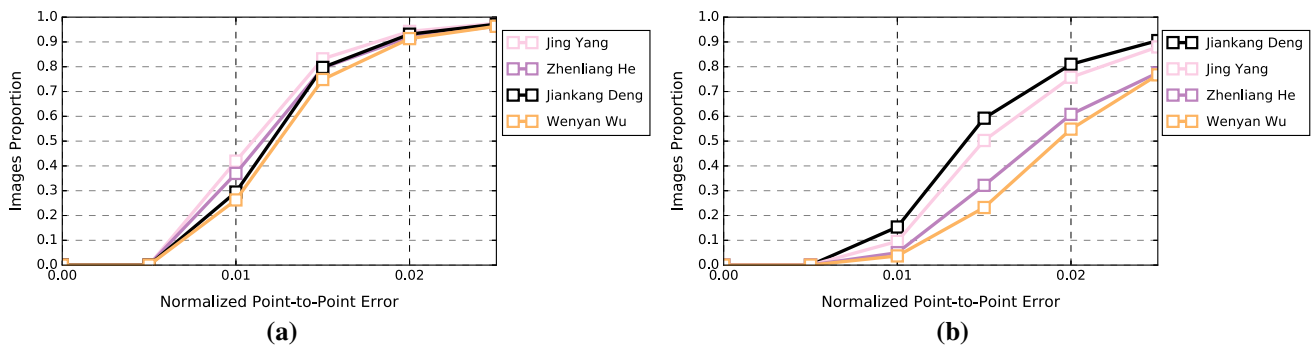 1.0
0.9
0.8
0.7
0.6
0.5
0.4
0.3
0.2
0.1
0.0
Images Proportion
0.00
0.01
0.02
Normalized Point-to-Point Error
Jing Yang
Zhenliang He
Jiankang Deng
Wenyan Wu
(a)
1.0
0.9
0.8
0.7
0.6
0.5
0.4
0.3
0.2
0.1
0.0
Images Proportion
0.00
0.01
0.02
Normalized Point-to-Point Error
Jiankang Deng
Jing Yang
Zhenliang He
Wenyan Wu
(b)